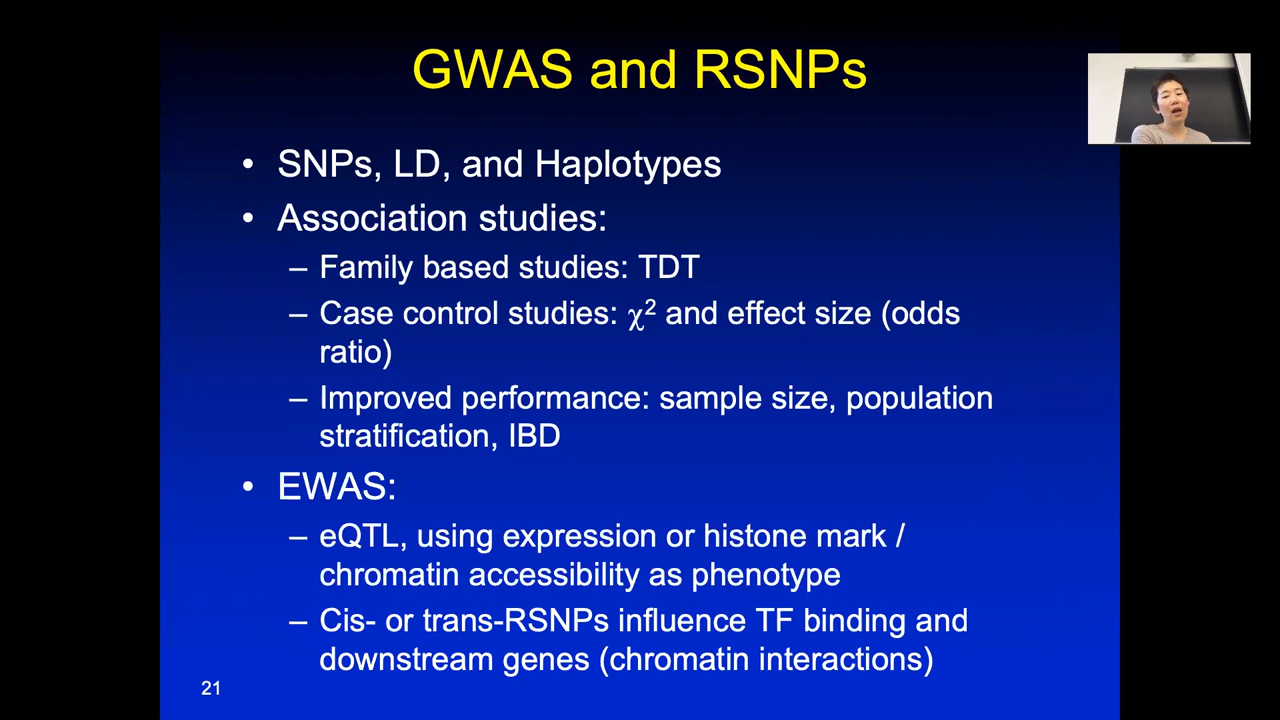 GWAS and RSNPs
• SNPs, LD, and Haplotypes
• Association studies:
– Family based studies: TDT
– Case control studies: χ² and effect size (odds
ratio)
– Improved performance: sample size, population
stratification, IBD
• EWAS:
– eQTL, using expression or histone mark /
chromatin accessibility as phenotype
– Cis- or trans-RSNPs influence TF binding and
downstream genes (chromatin interactions)
21